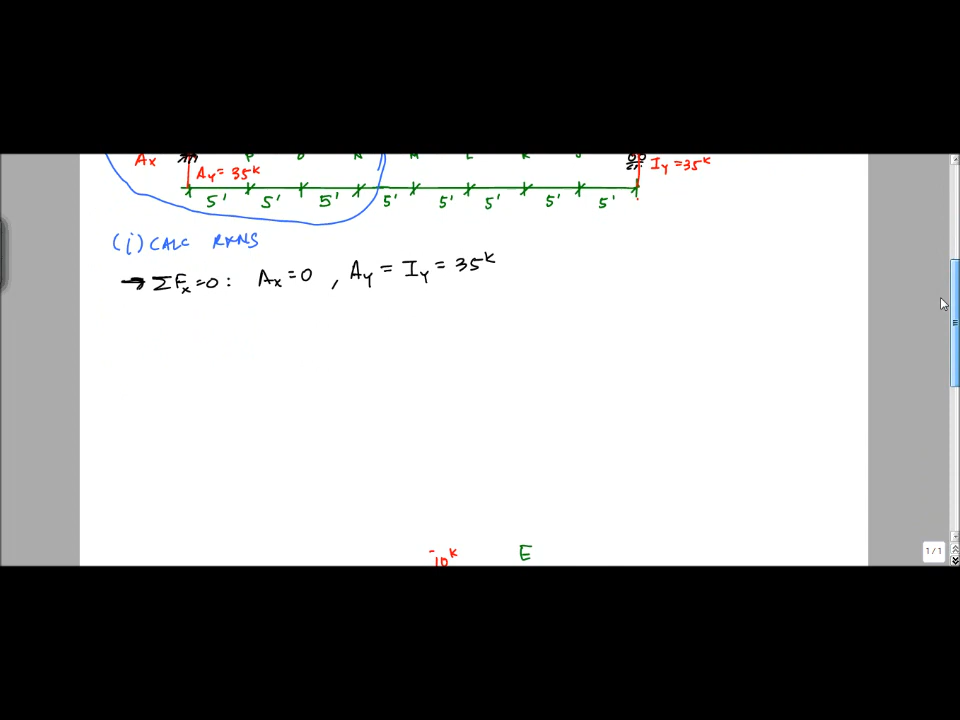 Ax P O N M L K J Iy = 35k
Ay = 35k
5' 5' 5' 5' 5' 5' 5' 5'
(i) CALC RXNS
→ ΣFx = 0 : Ax = 0 , Ay = Iy = 35k
1 / 1
10k E